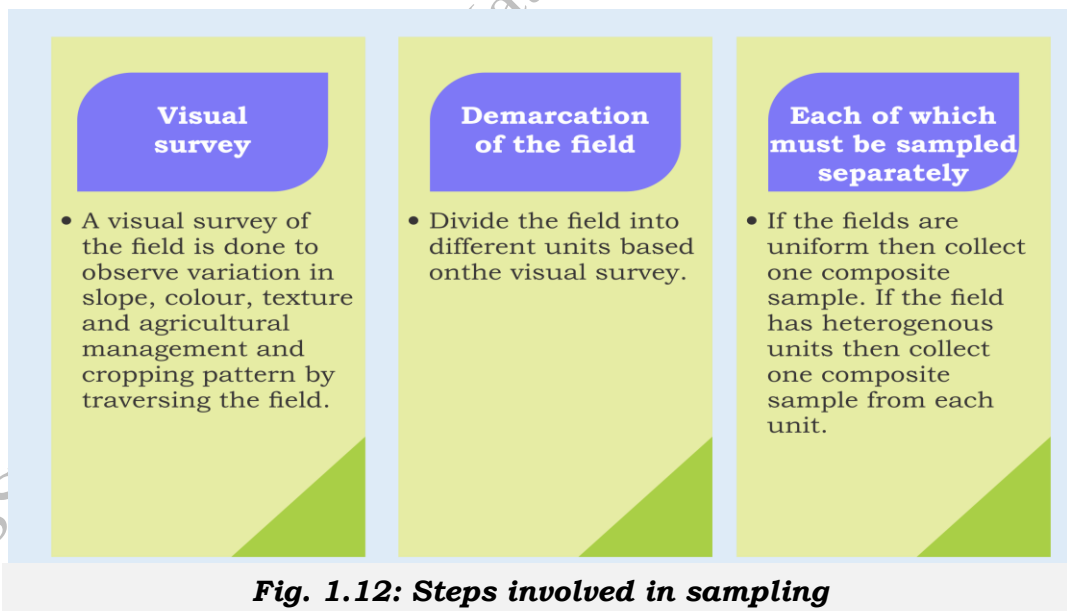 Visual
survey
• A visual survey of
the field is done to
observe variation in
slope, colour, texture
and agricultural
management and
cropping pattern by
traversing the field.
Demarcation
of the field
• Divide the field into
different units based
onthe visual survey.
Each of which
must be sampled
separately
• If the fields are
uniform then collect
one composite
sample. If the field
has heterogenous
units then collect
one composite
sample from each
unit.
Fig. 1.12: Steps involved in sampling